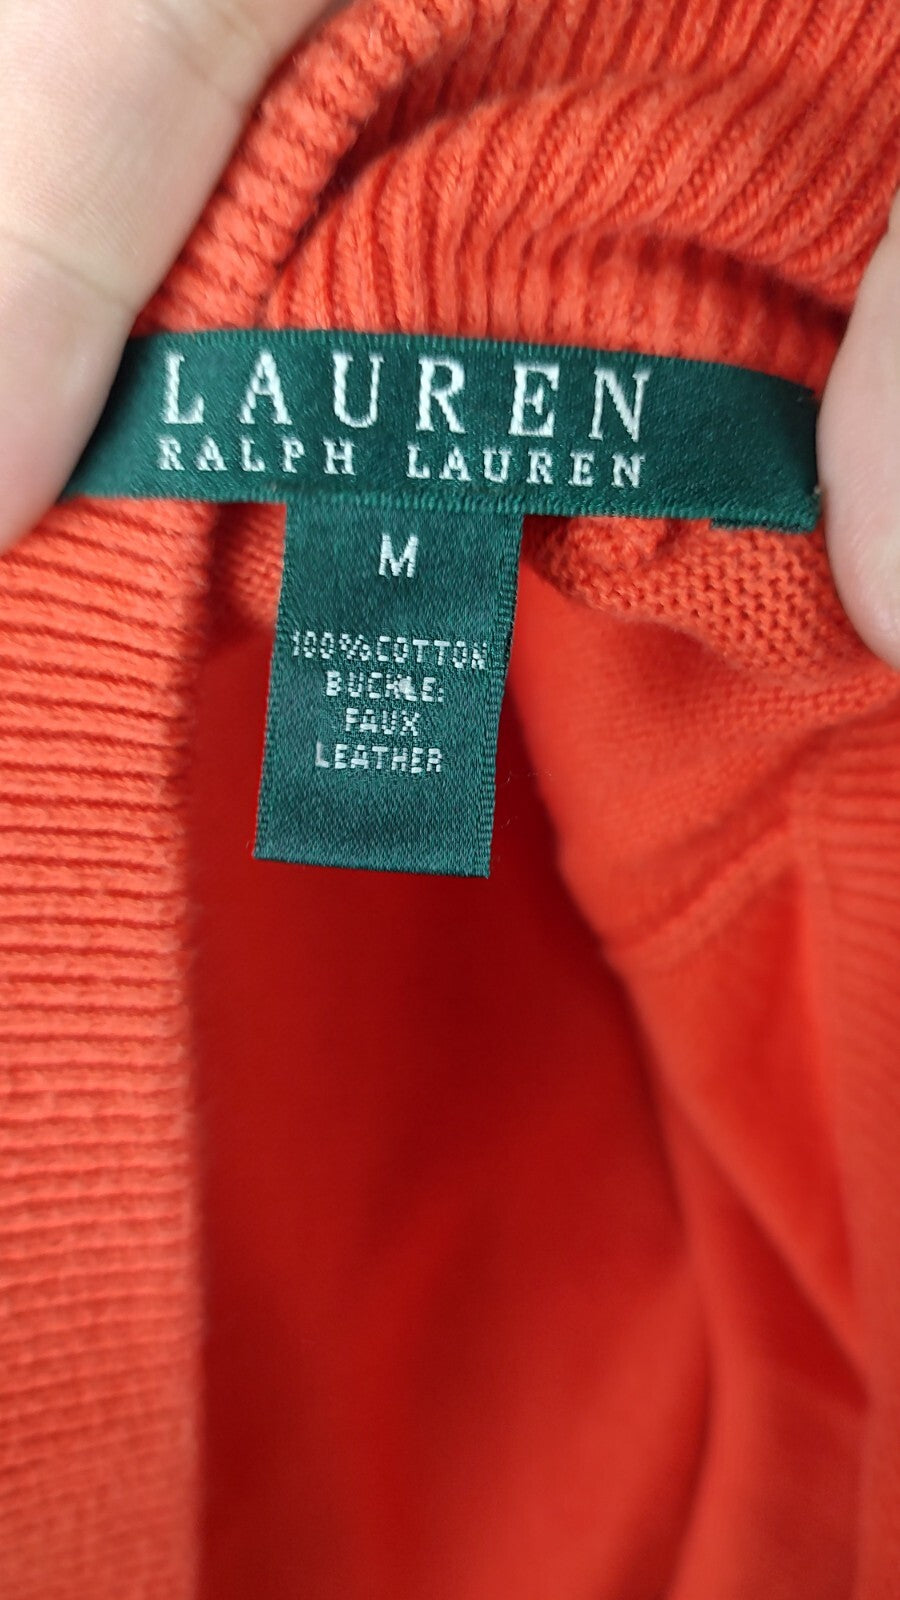 LAUREN
RALPH LAUREN
M
100%COTTON
BUCKLE:
FAUX
LEATHER